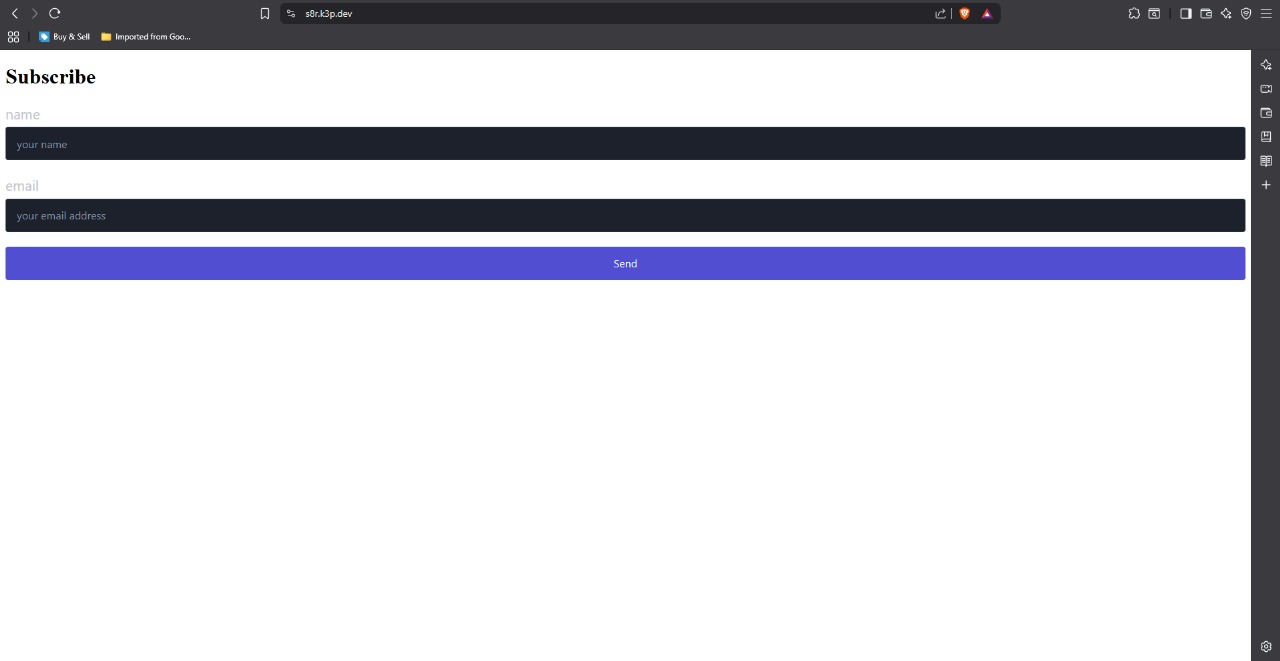 s8r.k3p.dev
Buy & Sell
Imported from Goo...
Subscribe
name
your name
email
your email address
Send